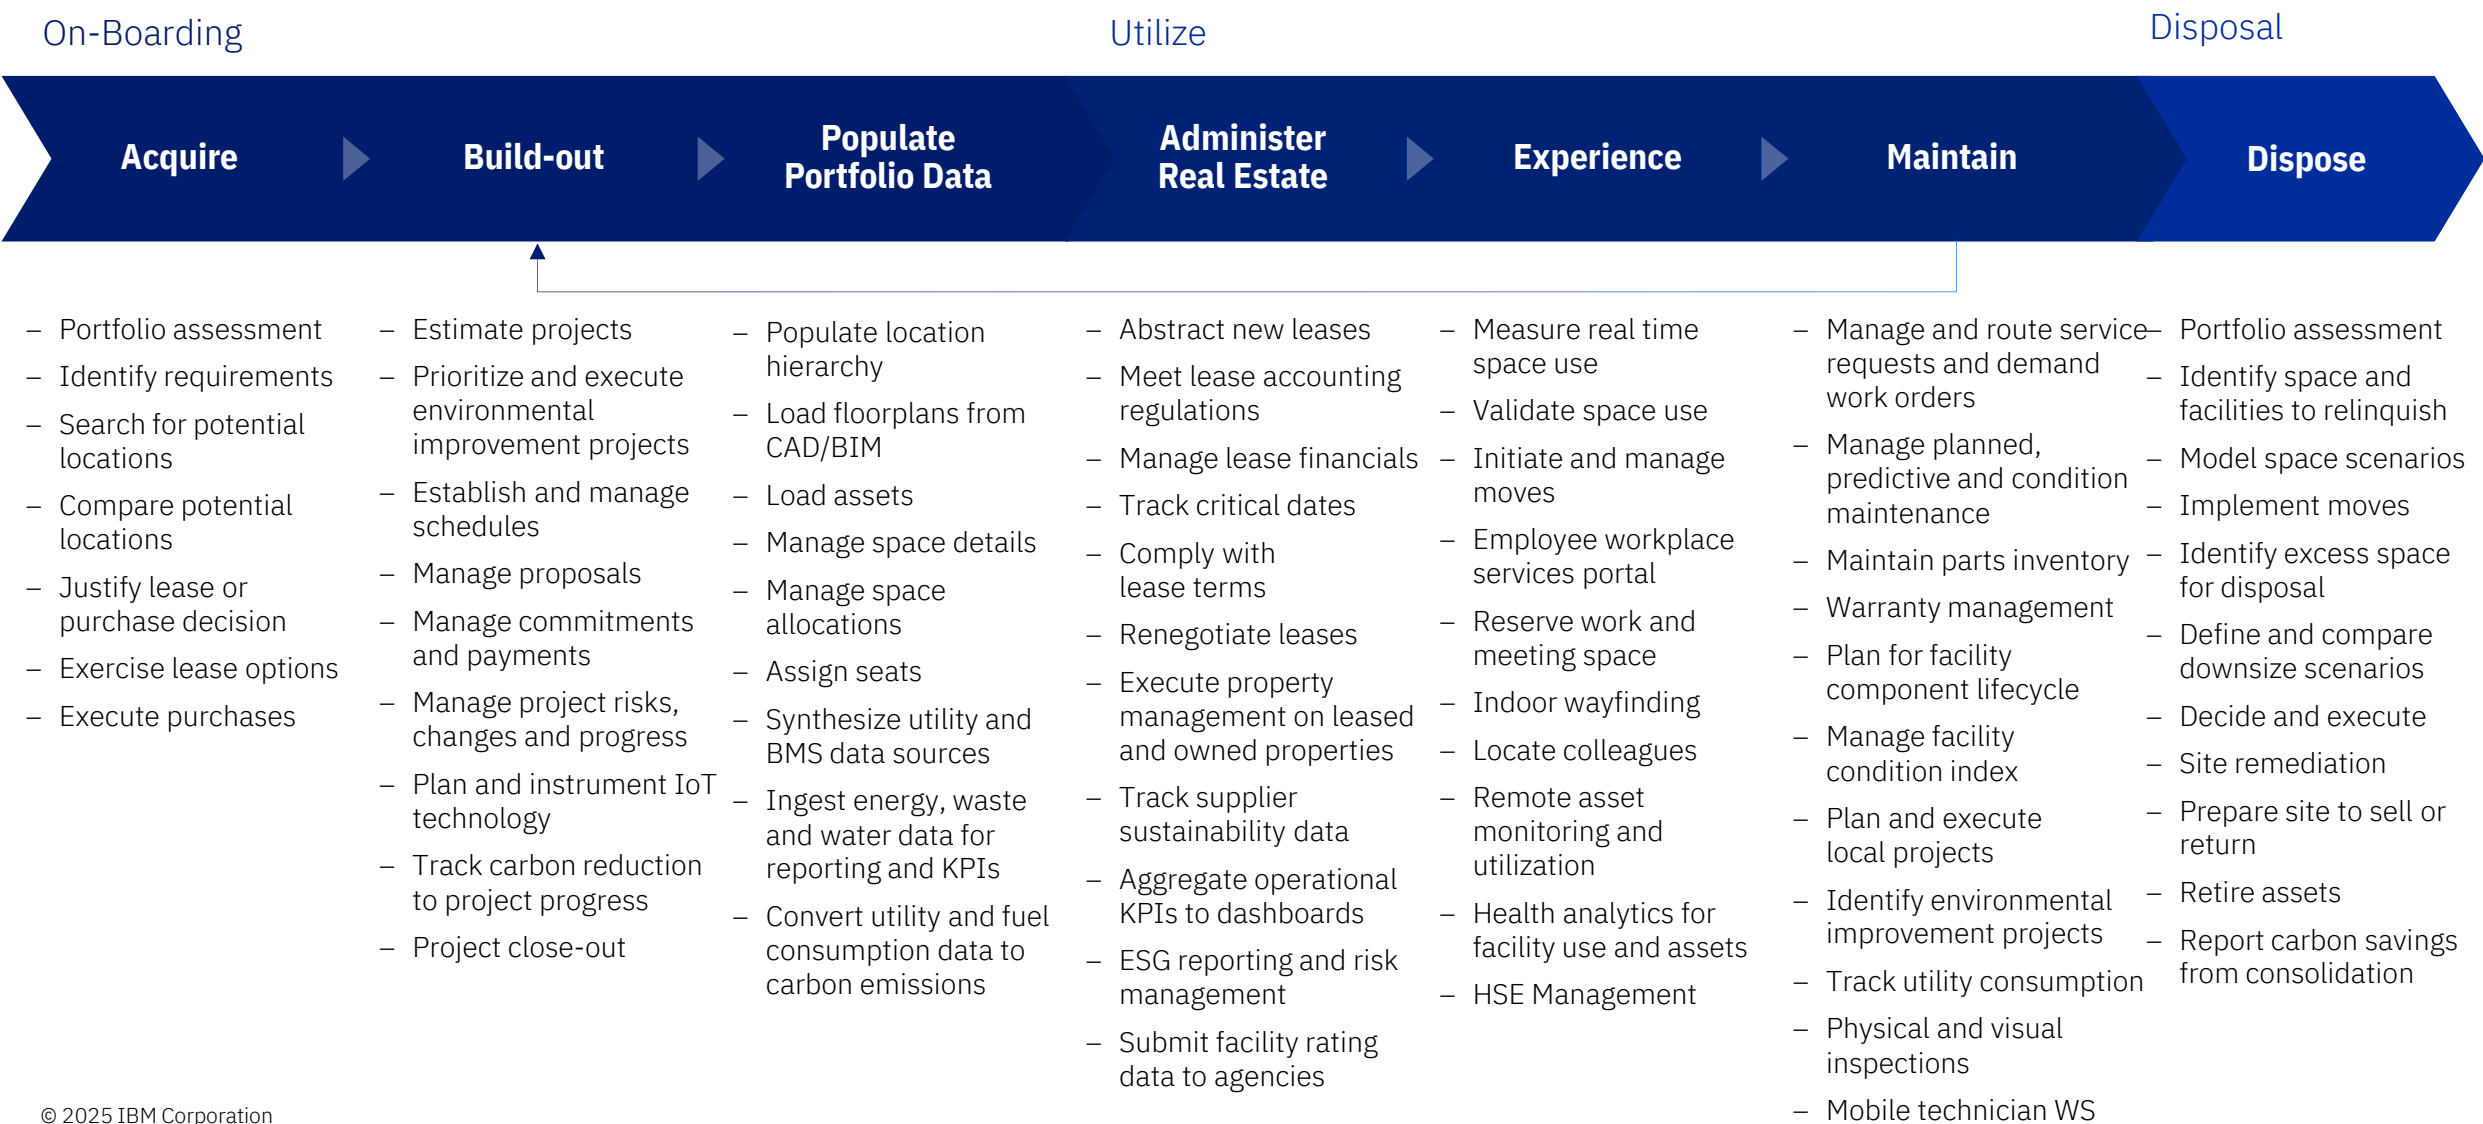 On-Boarding
Utilize
Disposal
Acquire
Build-out
Populate
Portfolio Data
Administer
Real Estate
Experience
Maintain
Dispose
– Portfolio assessment
– Identify requirements
– Search for potential
locations
– Compare potential
locations
– Justify lease or
purchase decision
– Exercise lease options
– Execute purchases
– Estimate projects
– Prioritize and execute
environmental
improvement projects
– Establish and manage
schedules
– Manage proposals
– Manage commitments
and payments
– Manage project risks,
changes and progress
– Plan and instrument IoT
technology
– Track carbon reduction
to project progress
– Project close-out
– Populate location
hierarchy
– Load floorplans from
CAD/BIM
– Load assets
– Manage space details
– Manage space
allocations
– Assign seats
– Synthesize utility and
BMS data sources
– Ingest energy, waste
and water data for
reporting and KPIs
– Convert utility and fuel
consumption data to
carbon emissions
– Abstract new leases
– Meet lease accounting
regulations
– Manage lease financials
– Track critical dates
– Comply with
lease terms
– Renegotiate leases
– Execute property
management on leased
and owned properties
– Track supplier
sustainability data
– Aggregate operational
KPIs to dashboards
– ESG reporting and risk
management
– Submit facility rating
data to agencies
– Measure real time
space use
– Validate space use
– Initiate and manage
moves
– Employee workplace
services portal
– Reserve work and
meeting space
– Indoor wayfinding
– Locate colleagues
– Remote asset
monitoring and
utilization
– Health analytics for
facility use and assets
– HSE Management
– Manage and route service
requests and demand
work orders
– Manage planned,
predictive and condition
maintenance
– Maintain parts inventory
– Warranty management
– Plan for facility
component lifecycle
– Manage facility
condition index
– Plan and execute
local projects
– Identify environmental
improvement projects
– Track utility consumption
– Physical and visual
inspections
– Mobile technician WS
– Portfolio assessment
– Identify space and
facilities to relinquish
– Model space scenarios
– Implement moves
– Identify excess space
for disposal
– Define and compare
downsize scenarios
– Decide and execute
– Site remediation
– Prepare site to sell or
return
– Retire assets
– Report carbon savings
from consolidation
© 2025 IBM Corporation